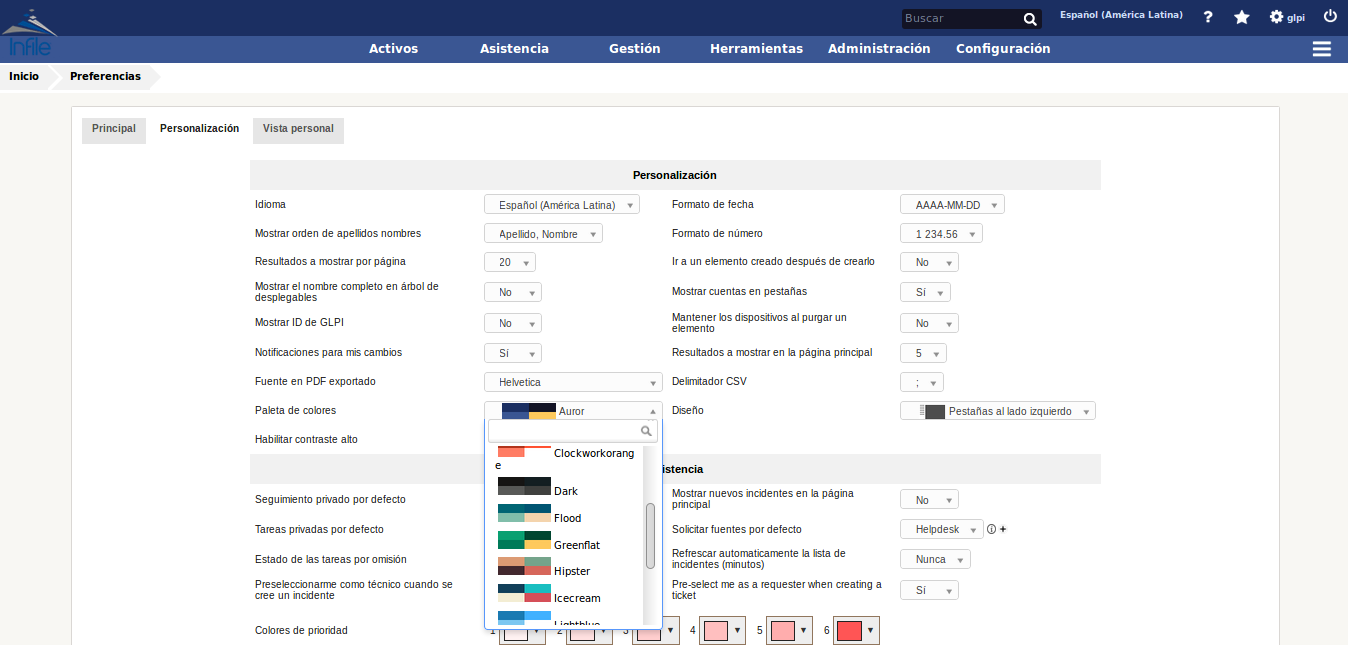 Buscar
Español (América Latina)
?
glpi
Infile
Activos
Asistencia
Gestión
Herramientas
Administración
Configuración
Inicio
Preferencias
Principal
Personalización
Vista personal
Personalización
Idioma
Español (América Latina)
Formato de fecha
AAAA-MM-DD
Mostrar orden de apellidos nombres
Apellido, Nombre
Formato de número
1 234.56
Resultados a mostrar por página
20
Ir a un elemento creado después de crearlo
No
Mostrar el nombre completo en árbol de
desplegables
No
Mostrar cuentas en pestañas
Sí
Mostrar ID de GLPI
No
Mantener los dispositivos al purgar un
elemento
No
Notificaciones para mis cambios
Sí
Resultados a mostrar en la página principal
5
Fuente en PDF exportado
Helvetica
Delimitador CSV
;
Paleta de colores
Auror
Diseño
Pestañas al lado izquierdo
Habilitar contraste alto
Clockworkorang
e
Dark
Flood
Greenflat
Hipster
Icecream
Lightblue
istencia
Seguimiento privado por defecto
Mostrar nuevos incidentes en la página
principal
No
Tareas privadas por defecto
Solicitar fuentes por defecto
Helpdesk
Estado de las tareas por omisión
Refrescar automaticamente la lista de
incidentes (minutos)
Nunca
Preseleccionarme como técnico cuando se
cree un incidente
Pre-select me as a requester when creating a
ticket
Sí
Colores de prioridad
1
2
3
4
5
6